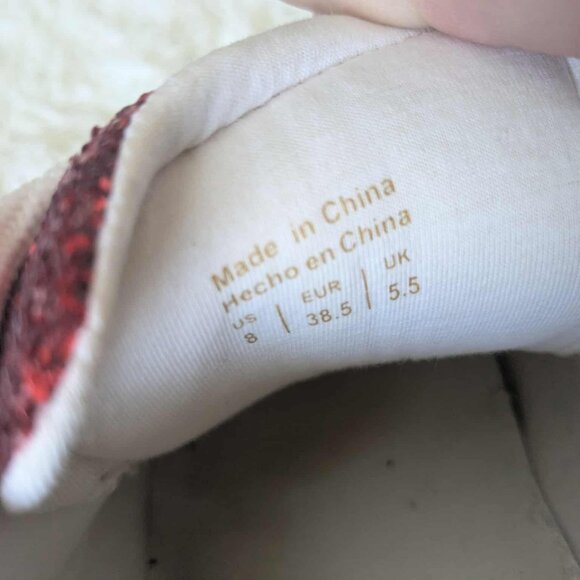 Made in China
Hecho en China
US | EUR | UK
8 | 38.5 | 5.5